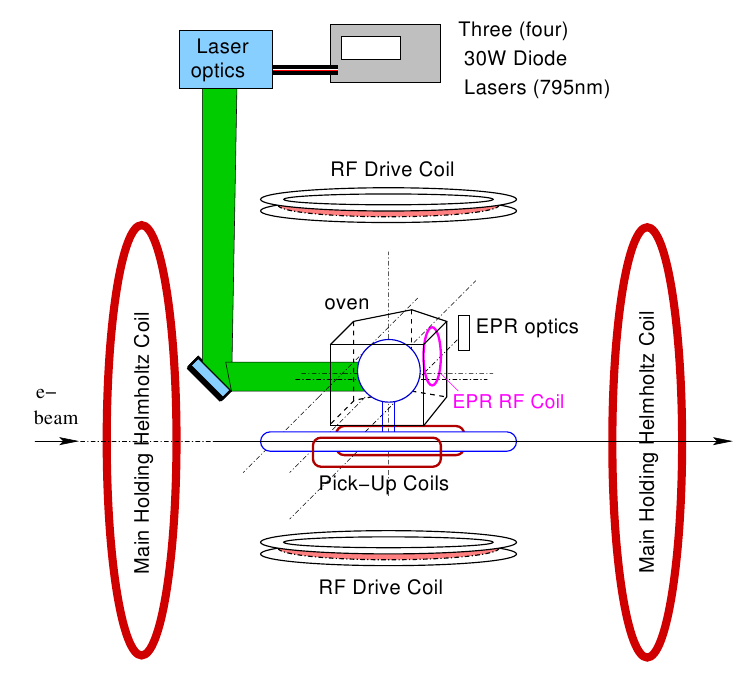 Laser
optics
Three (four)
30W Diode
Lasers (795nm)
RF Drive Coil
Main Holding Helmholtz Coil
oven
EPR optics
EPR RF Coil
e−
beam
Pick−Up Coils
RF Drive Coil
Main Holding Helmholtz Coil